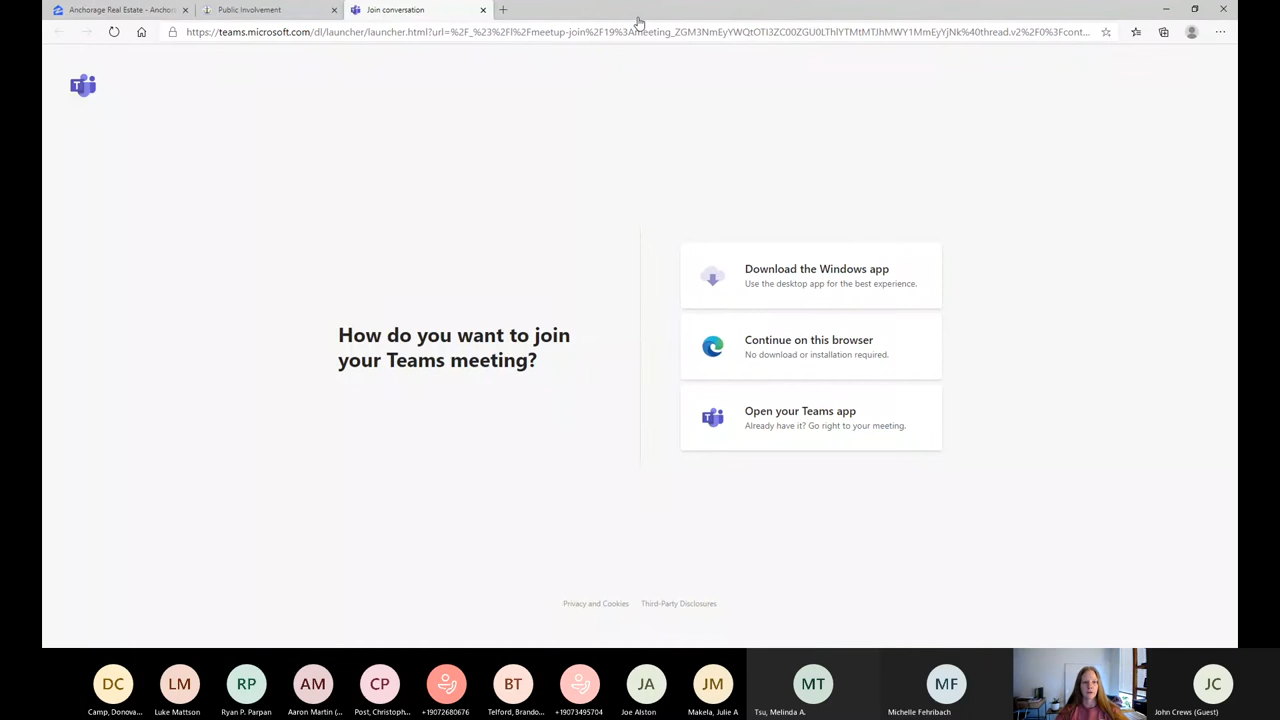 Anchorage Real Estate - Anchor
Public Involvement
Join conversation
https://teams.microsoft.com/dl/launcher/launcher.html?url=%2F_%23%2Fl%2Fmeetup-join%2F19%3Ameeting_ZGM3NmEyYWQtOTI3ZC00ZGU0LThlYTMtMTJhMWY1MmEyYjNk%40thread.v2%2F0%3Fcont...
T
Download the Windows app
Use the desktop app for the best experience.
How do you want to join
your Teams meeting?
Continue on this browser
No download or installation required.
Open your Teams app
Already have it? Go right to your meeting.
Privacy and Cookies Third-Party Disclosures
DC LM RP AM CP BT JA JM MT MF JC
Camp, Donova... Luke Mattson Ryan P. Parpan Aaron Martin (... Post, Christoph... +19072680676 Telford, Brando... +19073495704 Joe Alston Makela, Julie A Tsu, Melinda A. Michelle Fehribach John Crews (Guest)